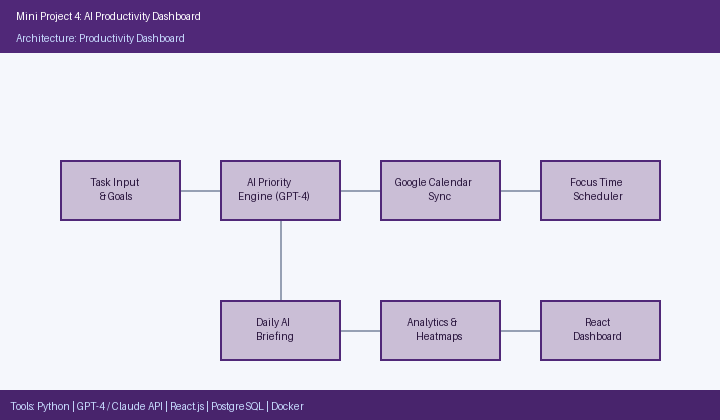 Mini Project 4: AI Productivity Dashboard
Architecture: Productivity Dashboard
Task Input
& Goals
AI Priority
Engine (GPT-4)
Google Calendar
Sync
Focus Time
Scheduler
Daily AI
Briefing
Analytics &
Heatmaps
React
Dashboard
Tools: Python | GPT-4 / Claude API | React.js | PostgreSQL | Docker